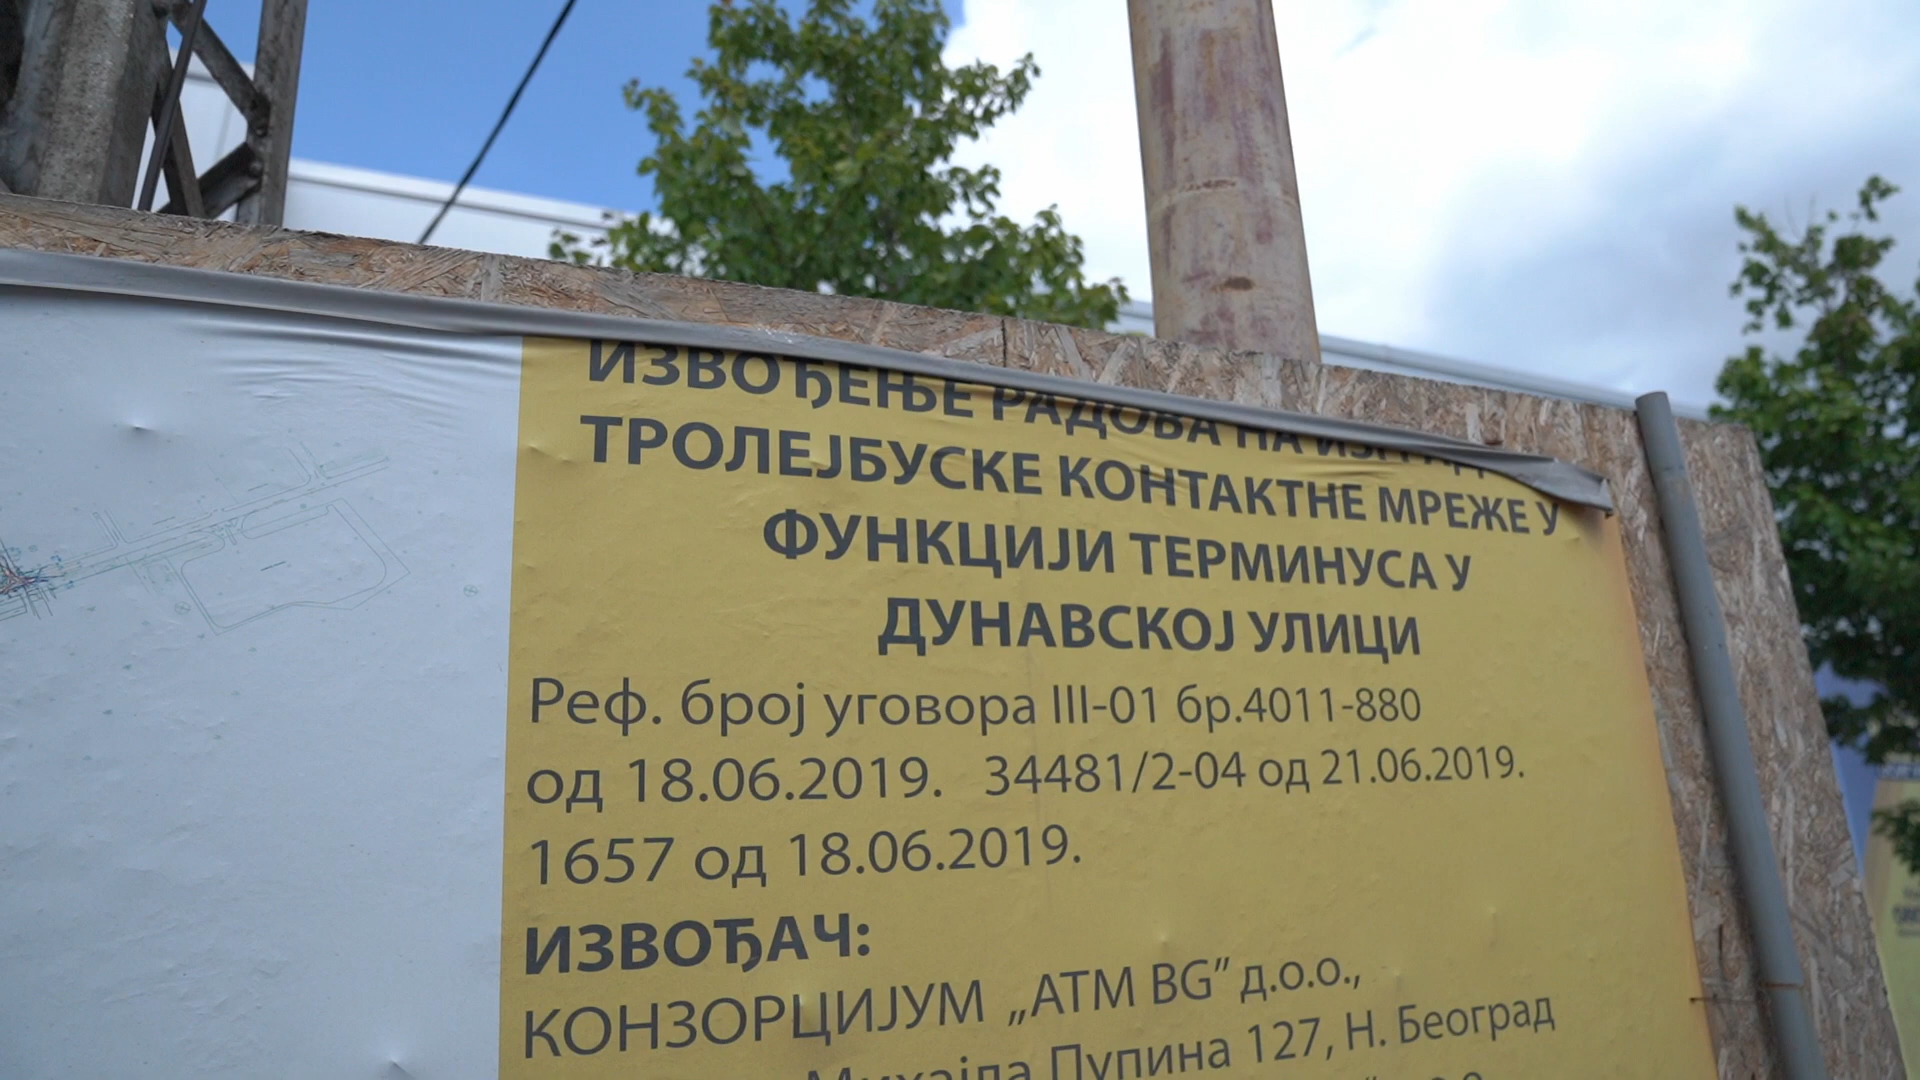 ИЗВОЂЕЊЕ РАДОВА НА
ТРОЛЕЈБУСКЕ КОНТАКТНЕ МРЕЖЕ У
ФУНКЦИЈИ ТЕРМИНУСА У
ДУНАВСКОЈ УЛИЦИ
Реф. број уговора III-01 бр.4011-880
од 18.06.2019. 34481/2-04 од 21.06.2019.
1657 од 18.06.2019.
ИЗВОЂАЧ:
КОНЗОРЦИЈУМ „ATM BG” д.о.о.,
Михајла Пупина 127, Н. Београд